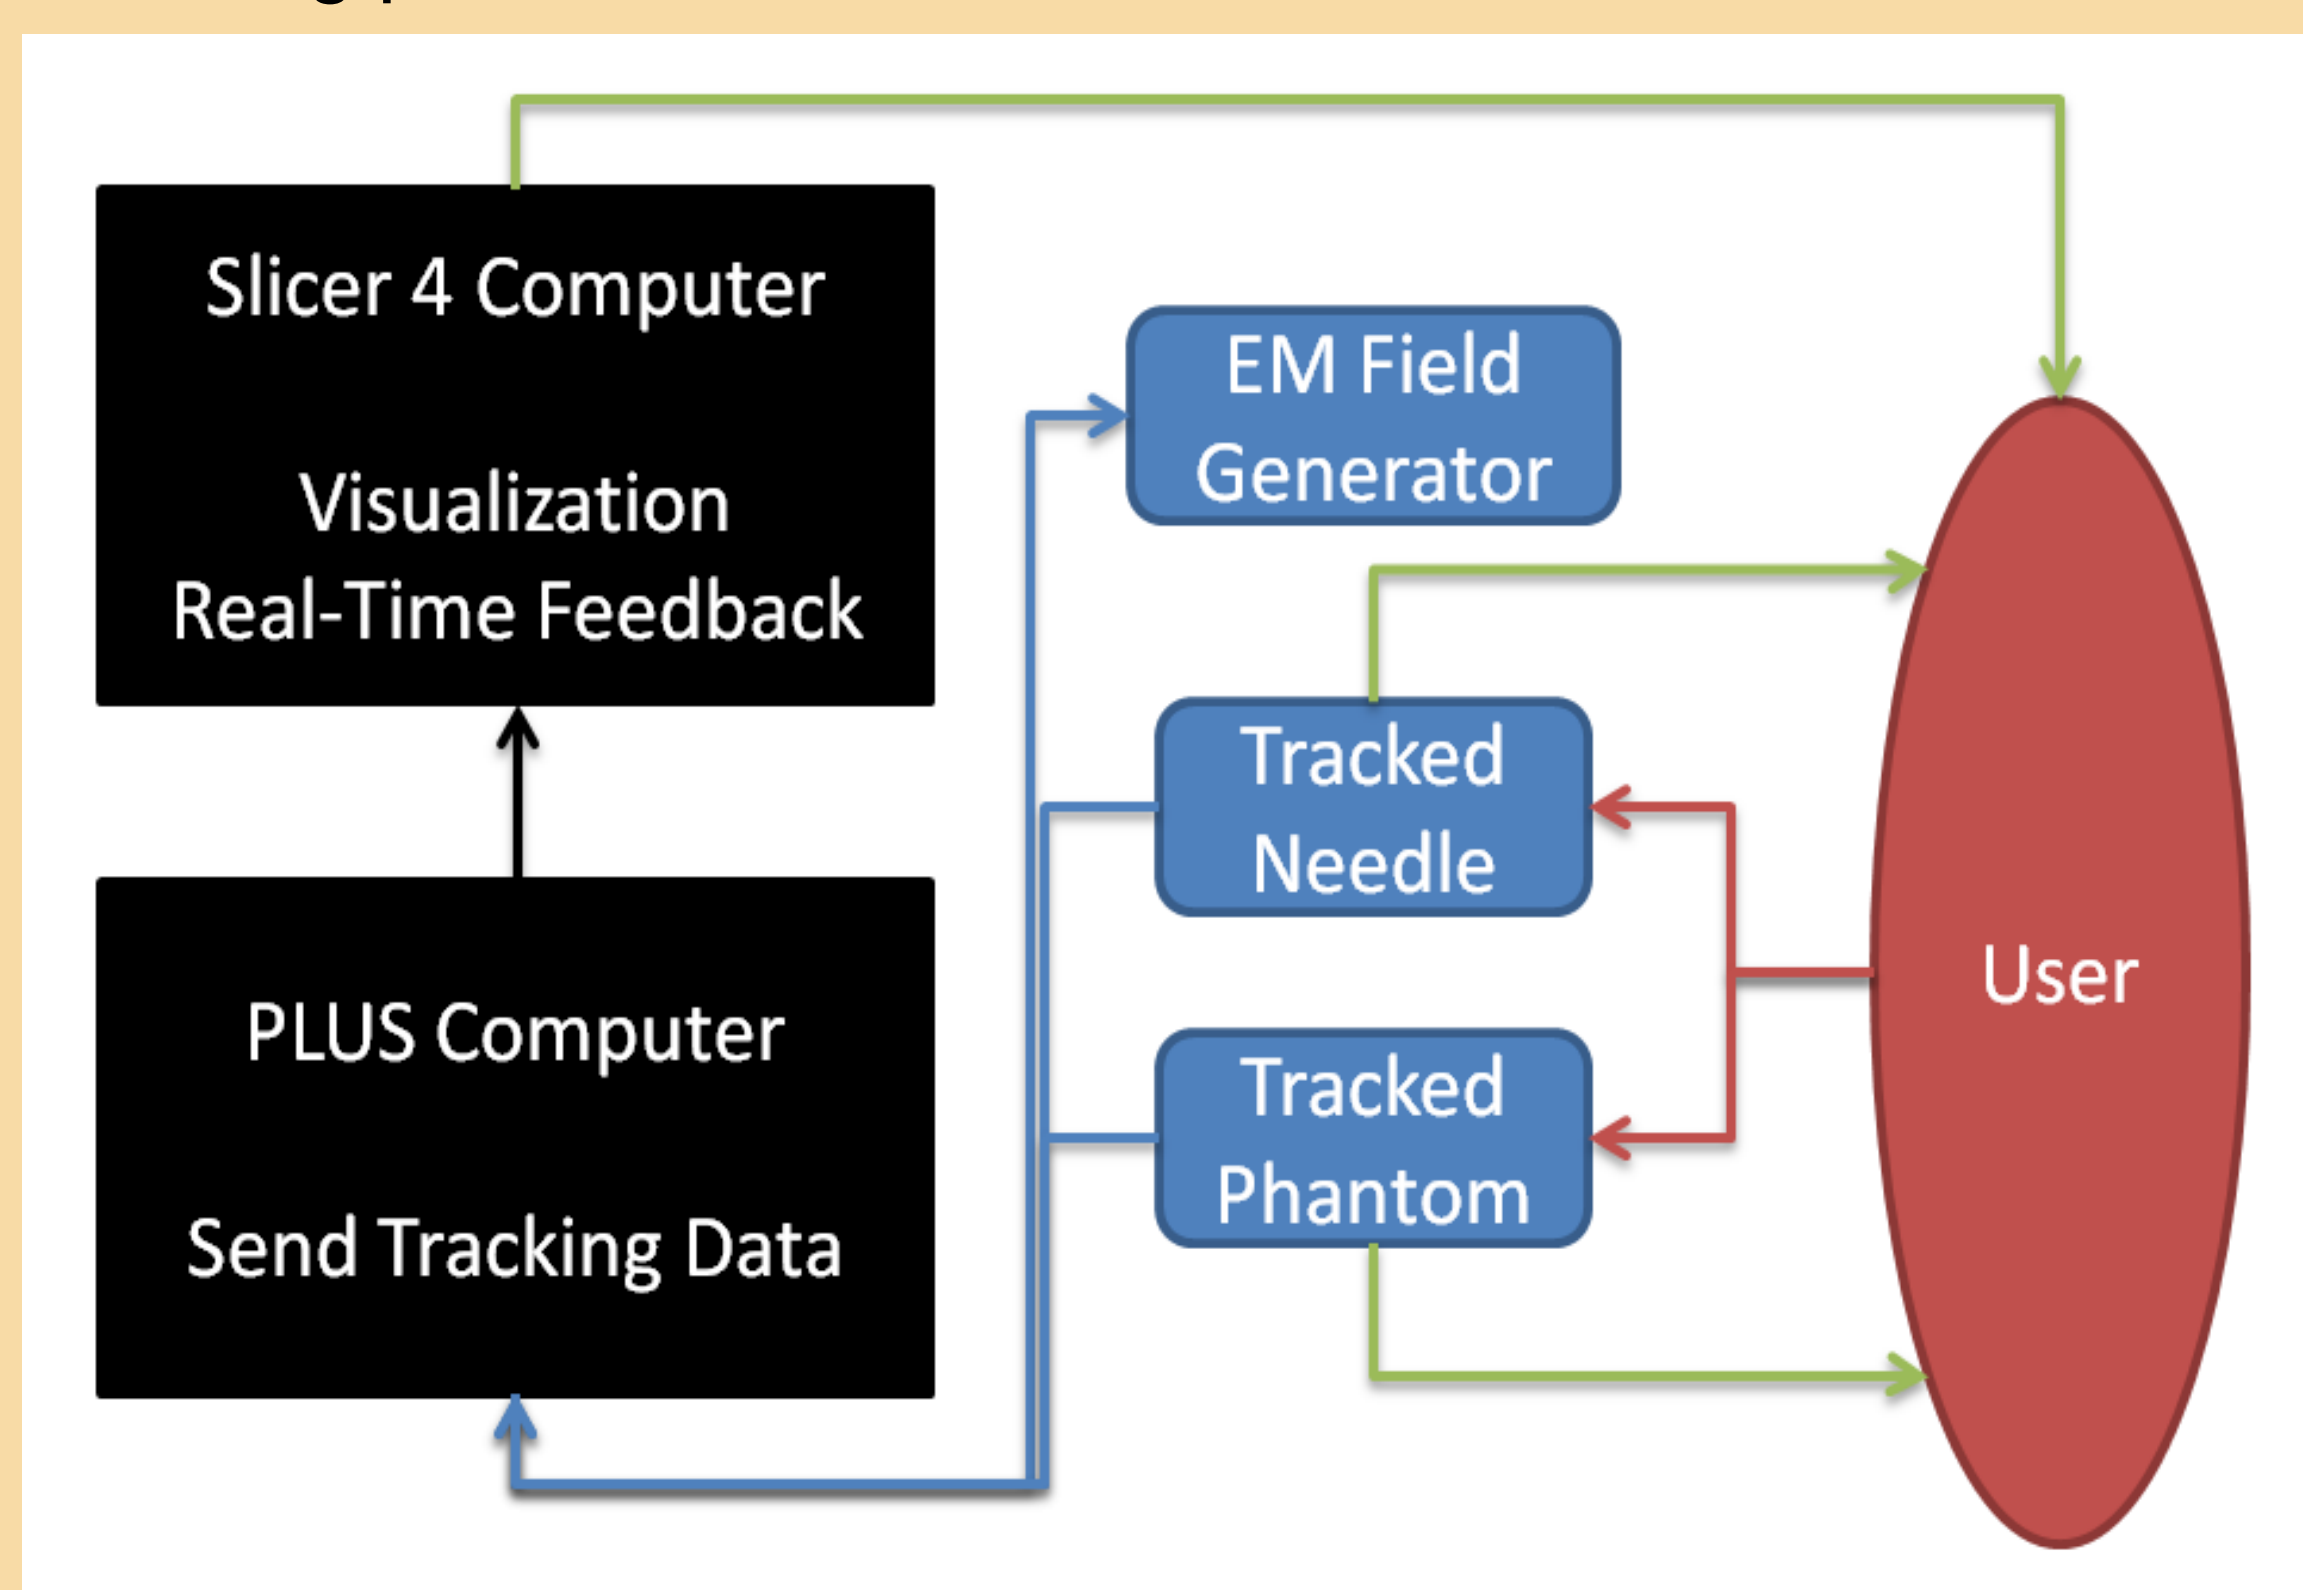 Slicer 4 Computer
Visualization
Real-Time Feedback
PLUS Computer
Send Tracking Data
EM Field
Generator
Tracked
Needle
Tracked
Phantom
User